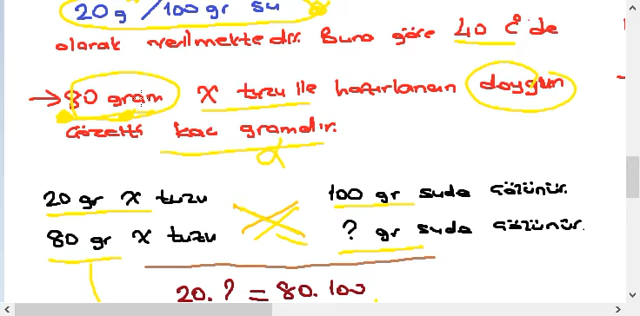 20g /100 gr su
olarak verilmektedir. Buna göre 40 C°de
→ 80 gram X tuzu ile hazırlanan doygun
çözelti kaç gramdır.
20 gr X tuzu 100 gr suda çözünür.
80 gr X tuzu ? gr suda çözünür.
20. ? = 80. 100